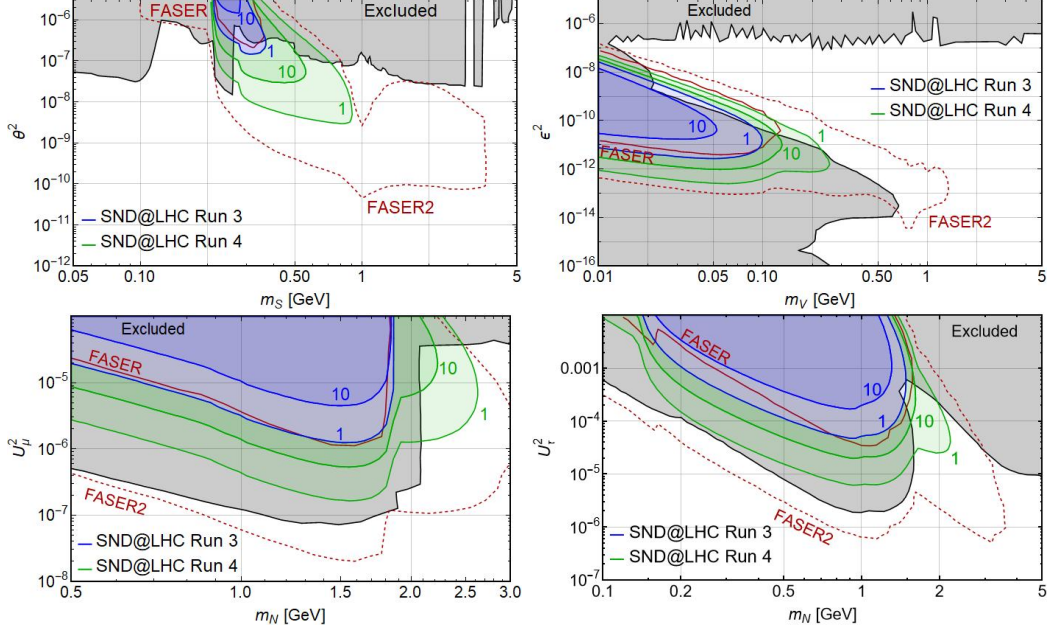 10⁻⁶
10⁻⁷
10⁻⁸
10⁻⁹
10⁻¹⁰
10⁻¹¹
10⁻¹²
θ²
FASER
Excluded
1
10
1
FASER2
SND@LHC Run 3
SND@LHC Run 4
0.05 0.10 0.50 1 5
m_S [GeV]
10⁻⁶
10⁻⁸
10⁻¹⁰
10⁻¹²
10⁻¹⁴
10⁻¹⁶
ϵ²
Excluded
SND@LHC Run 3
SND@LHC Run 4
10
1
1
10
FASER
FASER2
0.01 0.05 0.10 0.50 1 5
m_V [GeV]
10⁻⁵
10⁻⁶
10⁻⁷
10⁻⁸
U²_μ
Excluded
FASER
10
10
1
1
FASER2
SND@LHC Run 3
SND@LHC Run 4
0.5 1.0 1.5 2.0 2.5 3.0
m_N [GeV]
0.001
10⁻⁴
10⁻⁵
10⁻⁶
10⁻⁷
U²_τ
Excluded
FASER
10
1
10
1
FASER2
SND@LHC Run 3
SND@LHC Run 4
0.1 0.2 0.5 1 2 5
m_N [GeV]